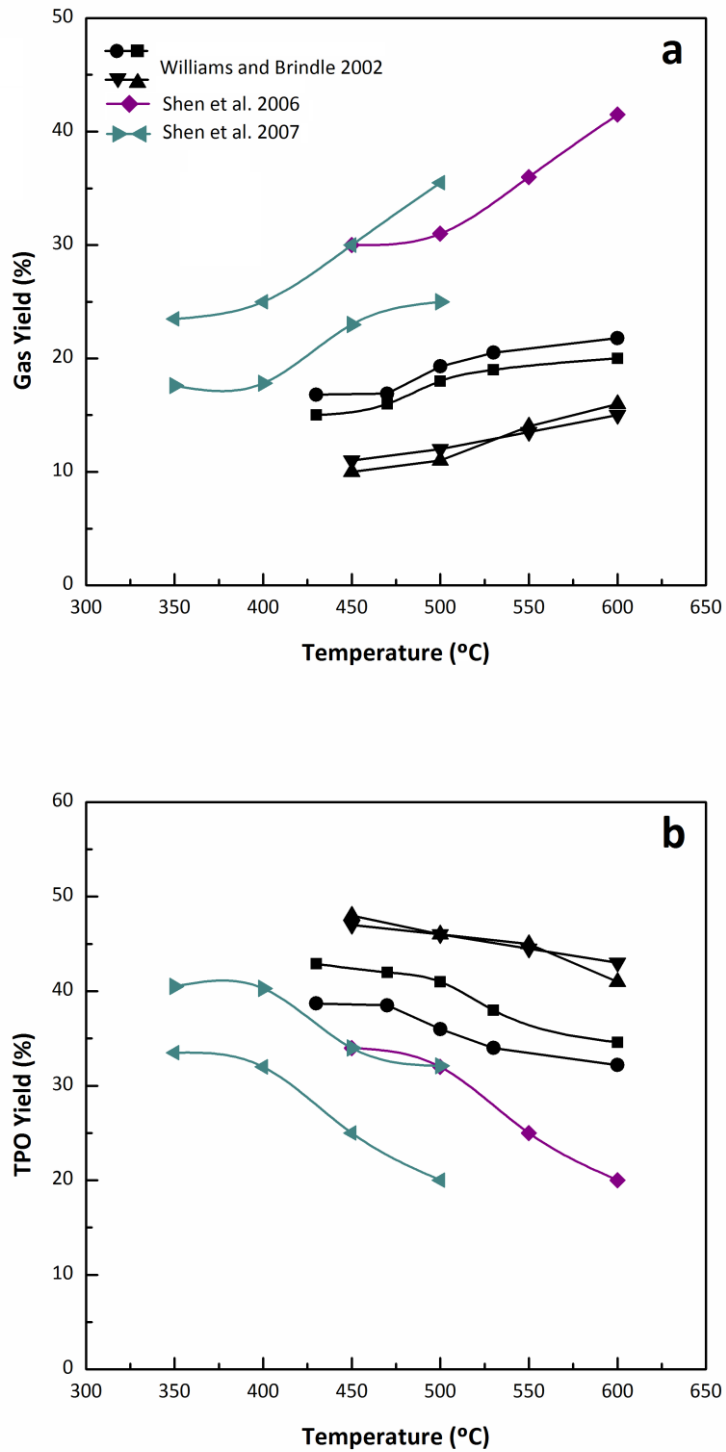 a
Williams and Brindle 2002
Shen et al. 2006
Shen et al. 2007
50
40
30
20
10
0
Gas Yield (%)
300 350 400 450 500 550 600 650
Temperature (ºC)
b
60
50
40
30
20
10
0
TPO Yield (%)
300 350 400 450 500 550 600 650
Temperature (ºC)